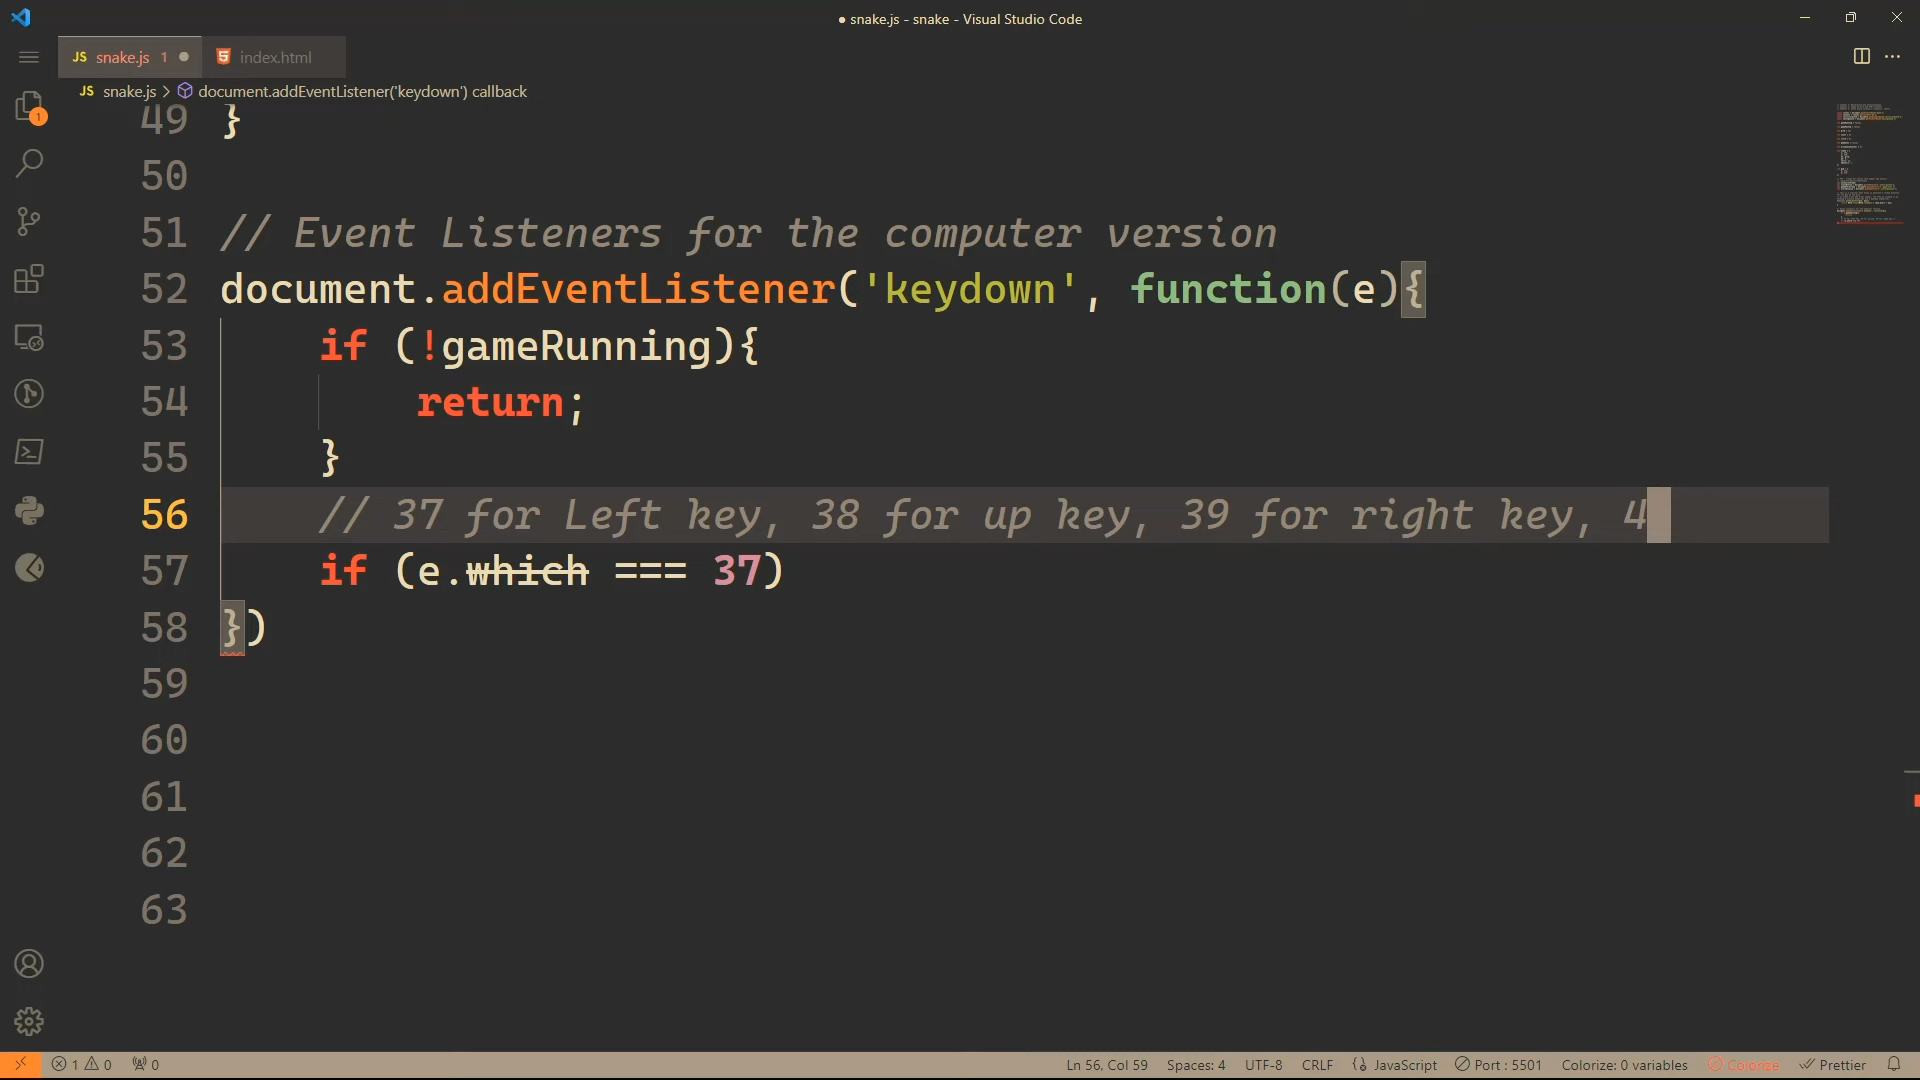 ● snake.js - snake - Visual Studio Code
JS snake.js 1 ●
index.html
JS snake.js > document.addEventListener('keydown') callback
49 }
50
51 // Event Listeners for the computer version
52 document.addEventListener('keydown', function(e){
53 if (!gameRunning){
54 return;
55 }
56 // 37 for Left key, 38 for up key, 39 for right key, 4
57 if (e.which === 37)
58 })
59
60
61
62
63
1
1 0 0
Ln 56, Col 59 Spaces: 4 UTF-8 CRLF JavaScript Port : 5501 Colorize: 0 variables Colorize Prettier